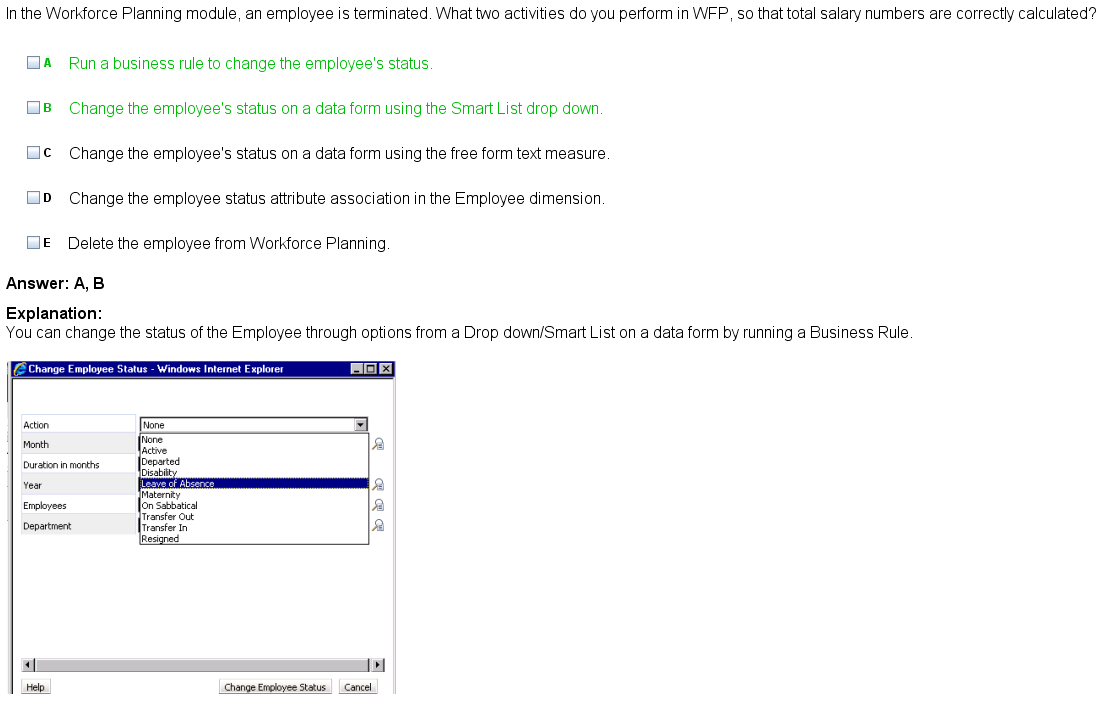 In the Workforce Planning module, an employee is terminated. What two activities do you perform in WFP, so that total salary numbers are correctly calculated?
A Run a business rule to change the employee's status.
B Change the employee's status on a data form using the Smart List drop down.
C Change the employee's status on a data form using the free form text measure.
D Change the employee status attribute association in the Employee dimension.
E Delete the employee from Workforce Planning.
Answer: A, B
Explanation:
You can change the status of the Employee through options from a Drop down/Smart List on a data form by running a Business Rule.
Change Employee Status - Windows Internet Explorer
Action None
Month
Duration in months
Year
Employees
Department
None
Active
Departed
Disability
Leave of Absence
Maternity
On Sabbatical
Transfer Out
Transfer In
Resigned
Help Change Employee Status Cancel